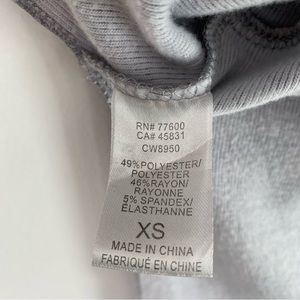 RN# 77600
CA# 45831
CW8950
49%POLYESTER/
POLYESTER
46%RAYON/
RAYONNE
5% SPANDEX/
ELASTHANNE
XS
MADE IN CHINA
FABRIQUÉ EN CHINE